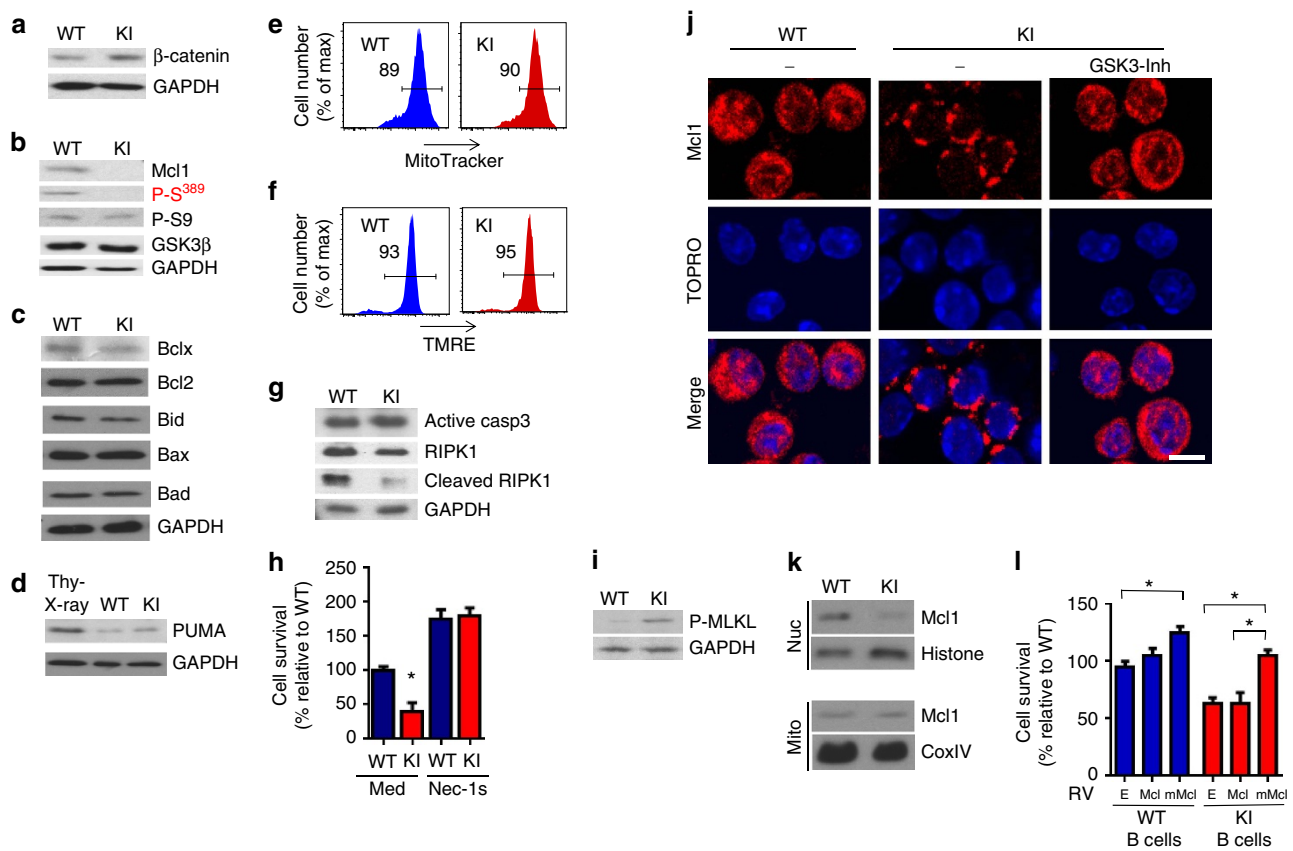 a
WT KI
β-catenin
GAPDH
b
WT KI
Mcl1
P-S389
P-S9
GSK3β
GAPDH
c
WT KI
Bclx
Bcl2
Bid
Bax
Bad
GAPDH
d
Thy-
X-ray WT KI
PUMA
GAPDH
e
Cell number
(% of max)
WT
89
KI
90
MitoTracker
f
Cell number
(% of max)
WT
93
KI
95
TMRE
g
WT KI
Active casp3
RIPK1
Cleaved RIPK1
GAPDH
h
Cell survival
(% relative to WT)
250
200
150
100
50
0
*
WT KI WT KI
Med Nec-1s
i
WT KI
P-MLKL
GAPDH
j
WT KI
– – GSK3-Inh
Mcl1
TOPRO
Merge
k
WT KI
Nuc
Mcl1
Histone
Mito
Mcl1
CoxIV
l
Cell survival
(% relative to WT)
150
100
50
0
*
*
*
RV E Mcl mMcl E Mcl mMcl
WT KI
B cells B cells